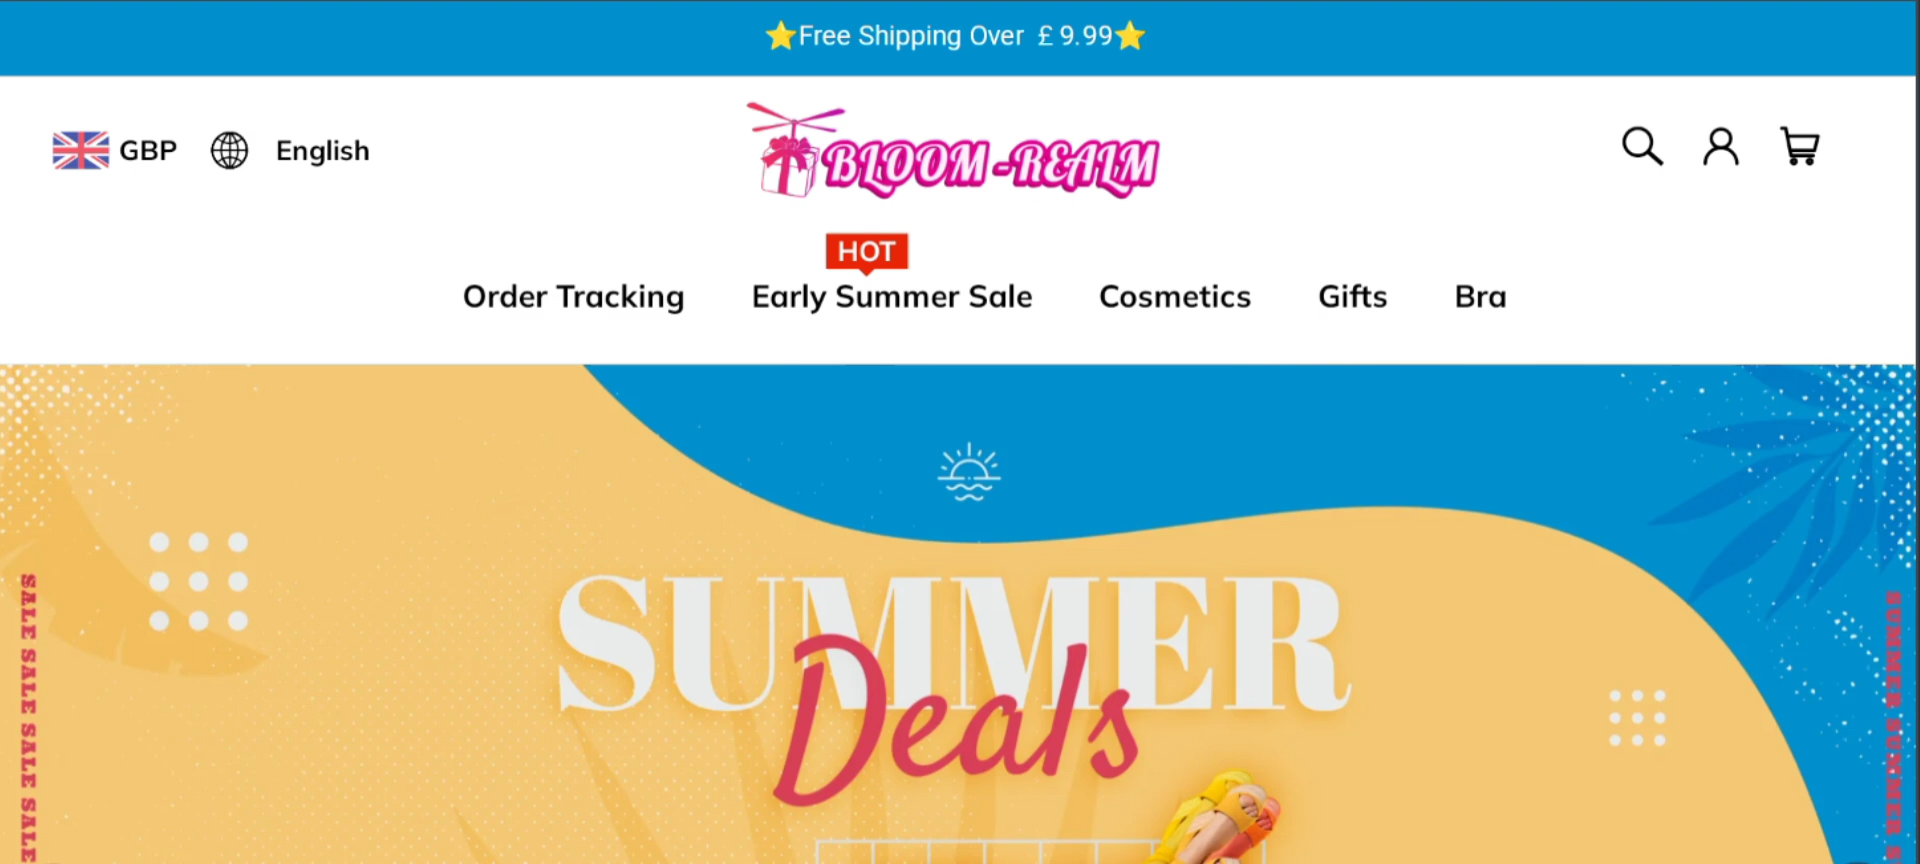 ⭐Free Shipping Over £9.99⭐
GBP English
BLOOM-REALM
HOT
Order Tracking Early Summer Sale Cosmetics Gifts Bra
SUMMER
Deals
SALE SALE SALE SALE
SUMMER SUMMER S